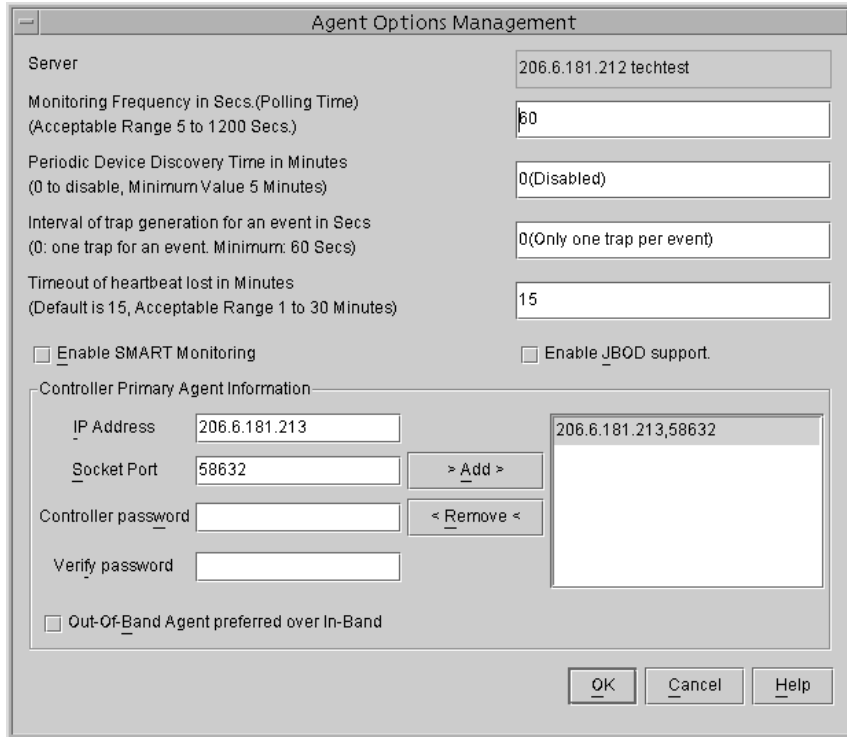 Agent Options Management
Server
206.6.181.212 techtest
Monitoring Frequency in Secs.(Polling Time)
(Acceptable Range 5 to 1200 Secs.)
60
Periodic Device Discovery Time in Minutes
(0 to disable, Minimum Value 5 Minutes)
0(Disabled)
Interval of trap generation for an event in Secs
(0: one trap for an event. Minimum: 60 Secs)
0(Only one trap per event)
Timeout of heartbeat lost in Minutes
(Default is 15, Acceptable Range 1 to 30 Minutes)
15
Enable SMART Monitoring
Enable JBOD support.
Controller Primary Agent Information
IP Address
206.6.181.213
206.6.181.213,58632
Socket Port
58632
> Add >
Controller password
< Remove <
Verify password
Out-Of-Band Agent preferred over In-Band
OK
Cancel
Help